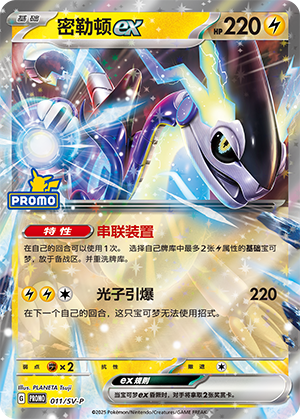 基础
密勒顿ex
HP 220
PROMO
特性 串联装置
在自己的回合可以使用1次。选择自己牌库中最多2张属性的基础宝可
梦，放于备战区。并重洗牌库。
光子引爆 220
在下一个自己的回合，这只宝可梦无法使用招式。
弱点 ×2 抗性 撤退
Illus. PLANETA Tsuji
G PROMO 011/SV-P
ex规则
当宝可梦ex昏厥时，对手将拿取2张奖赏卡。
©2025 Pokémon/Nintendo/Creatures/GAME FREAK